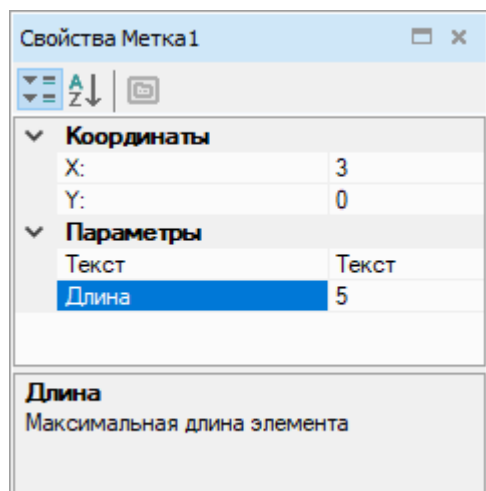 Свойства Метка1
Координаты
X: 3
Y: 0
Параметры
Текст Текст
Длина 5
Длина
Максимальная длина элемента